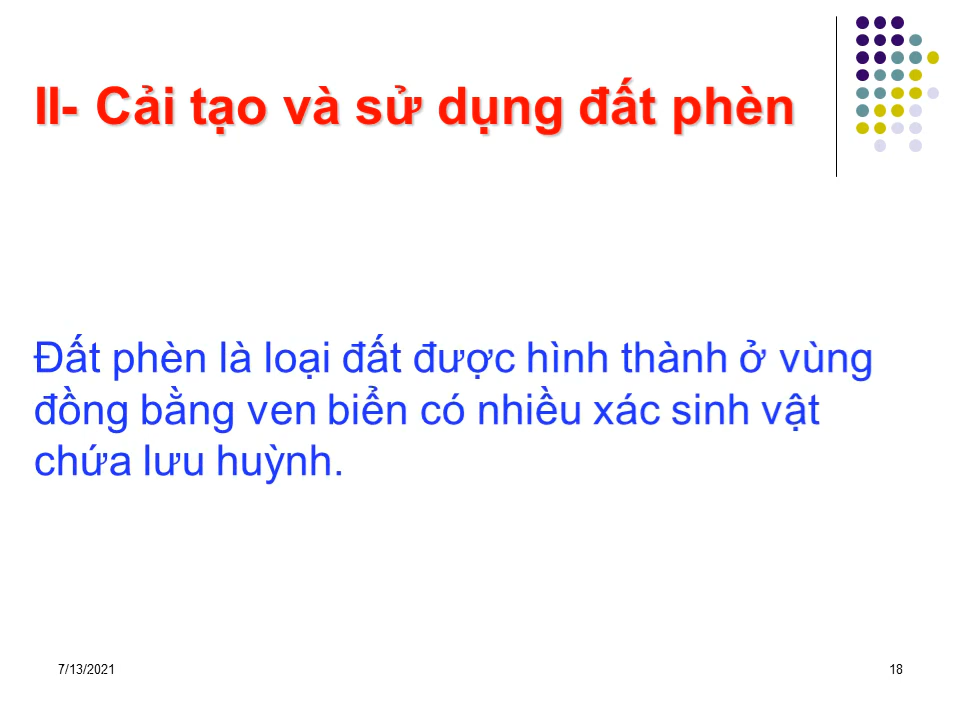 II- Cải tạo và sử dụng đất phèn
Đất phèn là loại đất được hình thành ở vùng
đồng bằng ven biển có nhiều xác sinh vật
chứa lưu huỳnh.
7/13/2021
18